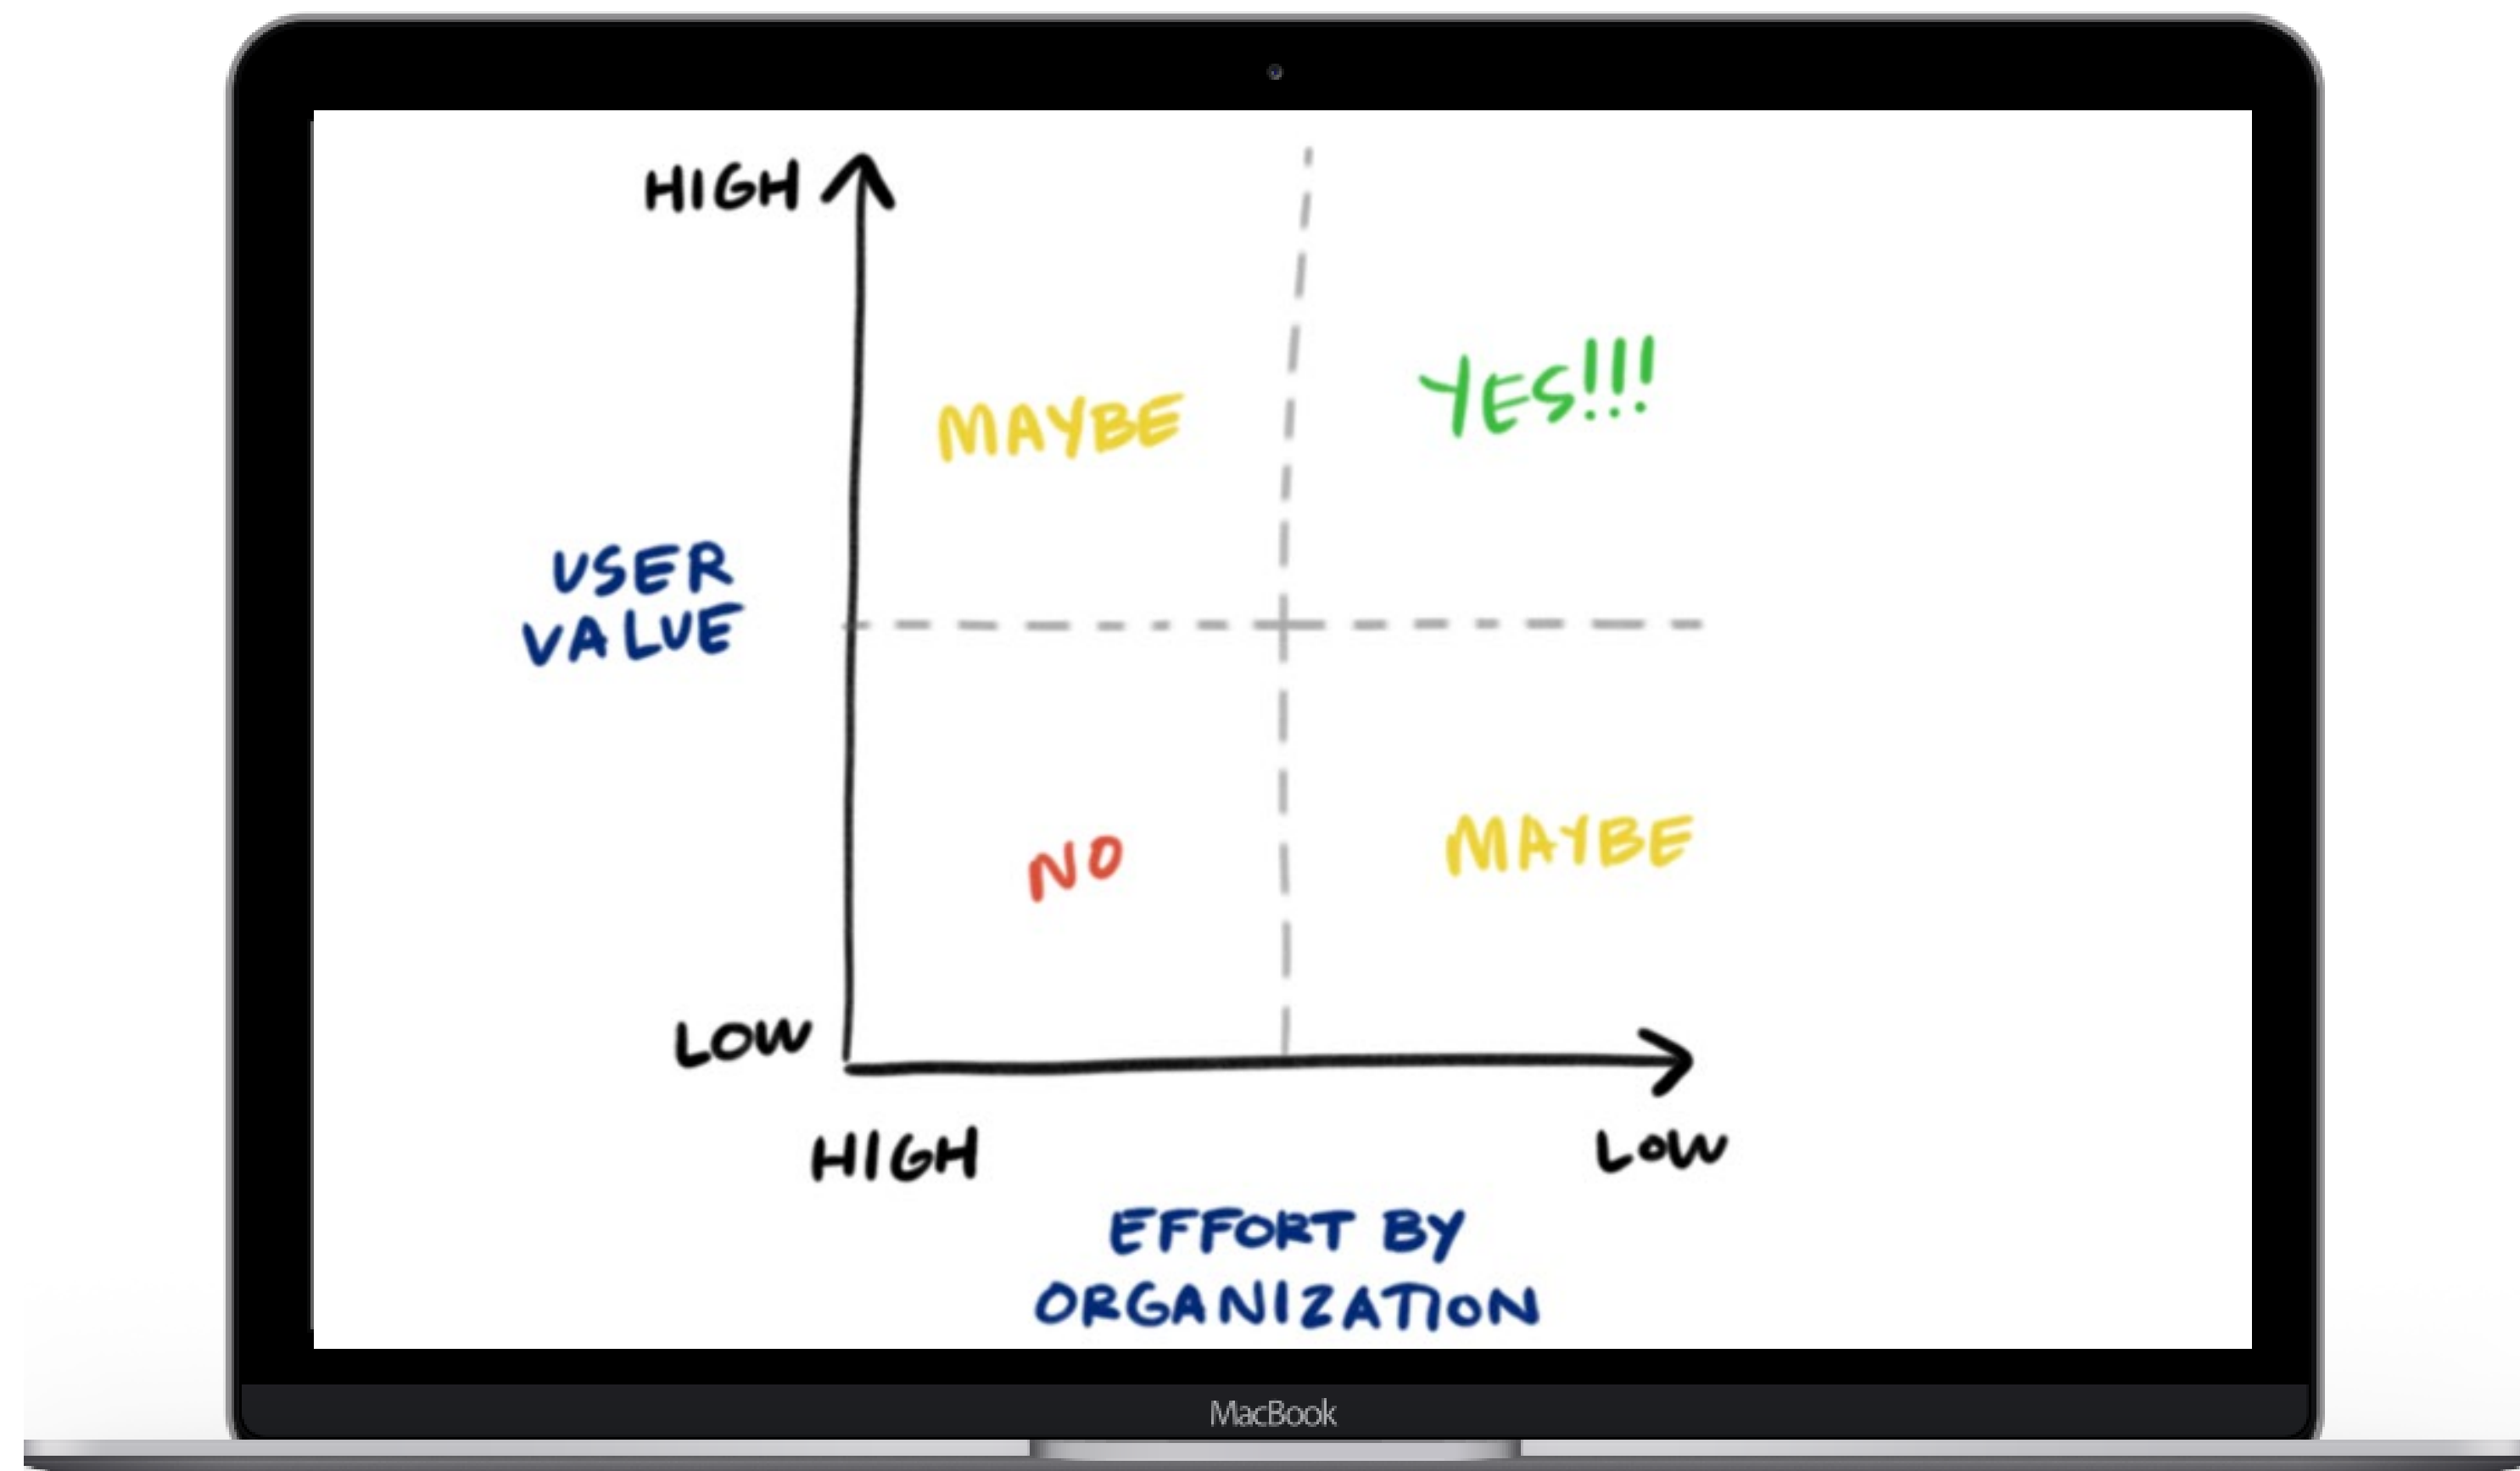 HIGH
MAYBE
YES!!!
USER
VALUE
NO
MAYBE
LOW
HIGH
LOW
EFFORT BY
ORGANIZATION
MacBook